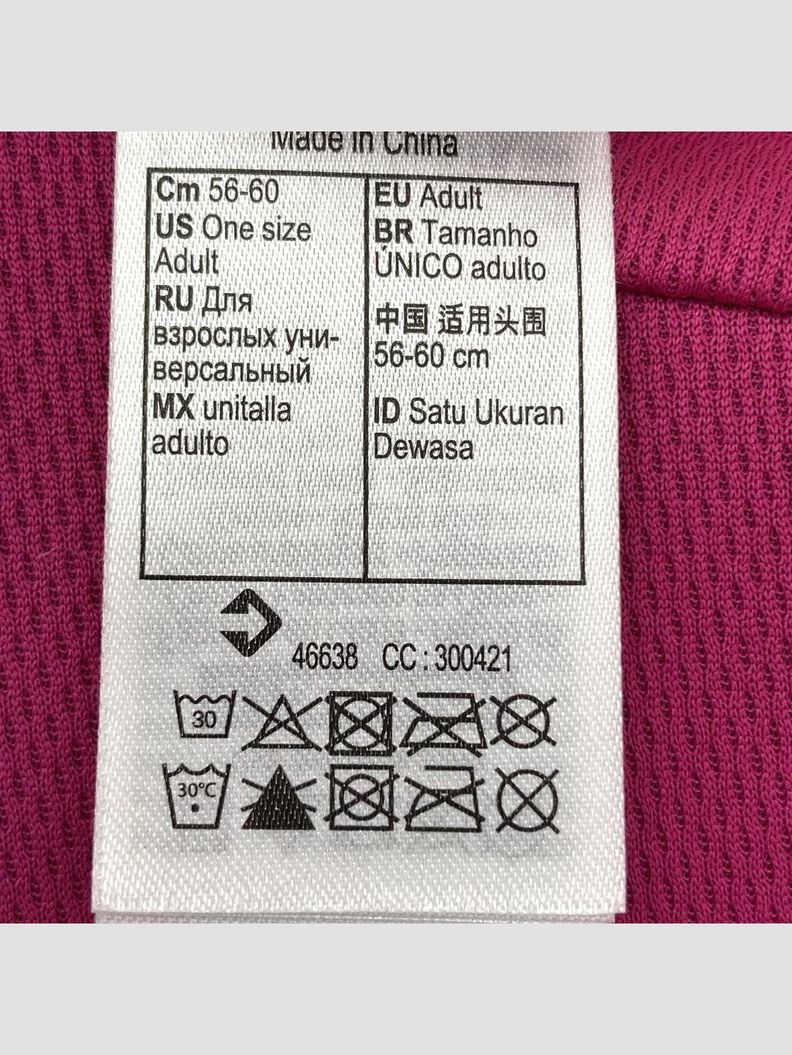 Made in China
Cm 56-60
US One size
Adult
RU Для
взрослых уни-
версальный
MX unitalla
adulto
EU Adult
BR Tamanho
ÚNICO adulto
中国 适用头围
56-60 cm
ID Satu Ukuran
Dewasa
46638 CC : 300421
30
30°C